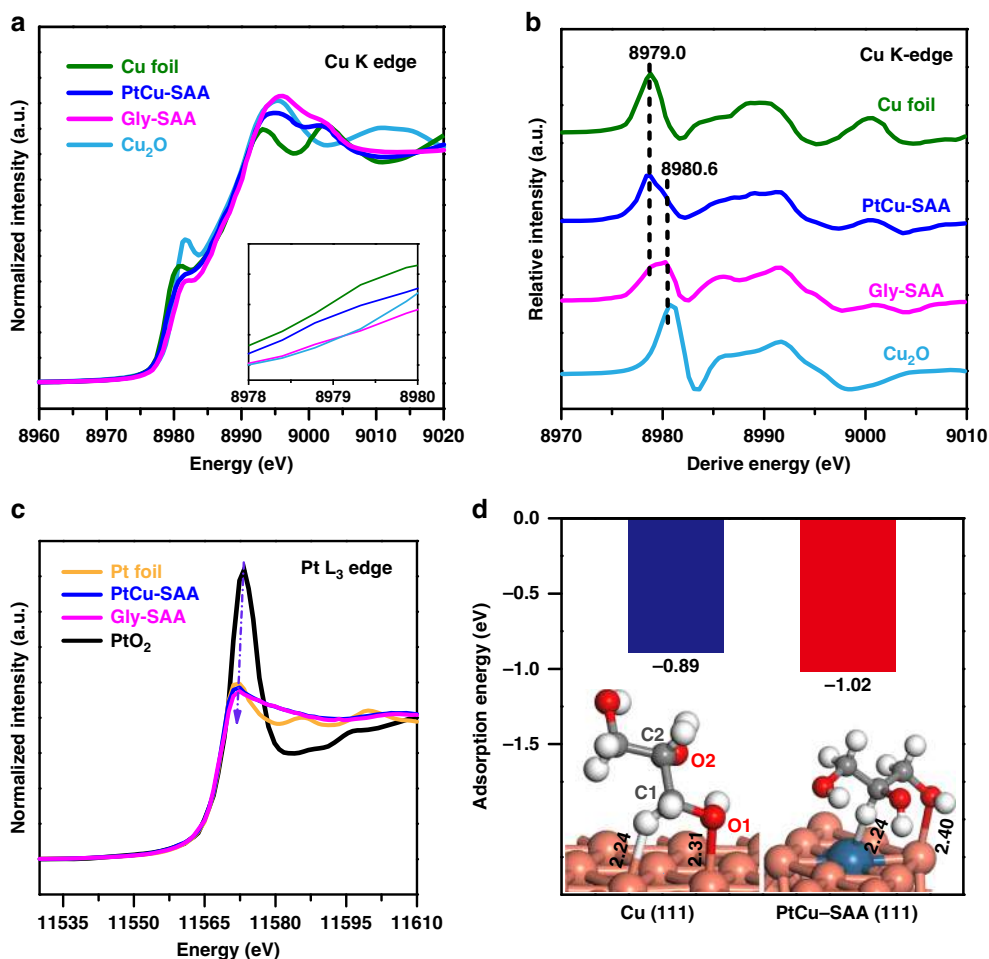 a
Cu K edge
Cu foil
PtCu-SAA
Gly-SAA
Cu₂O
Normalized intensity (a.u.)
8978 8979 8980
8960 8970 8980 8990 9000 9010 9020
Energy (eV)
b
Cu K-edge
8979.0
8980.6
Cu foil
PtCu-SAA
Gly-SAA
Cu₂O
Relative intensity (a.u.)
8970 8980 8990 9000 9010
Derive energy (eV)
c
Pt L₃ edge
Pt foil
PtCu-SAA
Gly-SAA
PtO₂
Normalized intensity (a.u.)
11535 11550 11565 11580 11595 11610
Energy (eV)
d
0.0
−0.5
−1.0
−1.5
Adsorption energy (eV)
−0.89
−1.02
C2
O2
C1
O1
2.24
2.31
2.24
2.40
Cu (111)
PtCu–SAA (111)